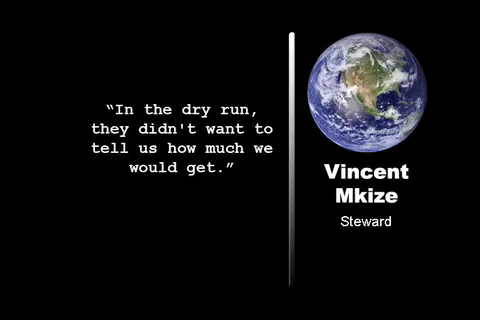 “In the dry run,
they didn't want to
tell us how much we
would get.”
Vincent
Mkize
Steward